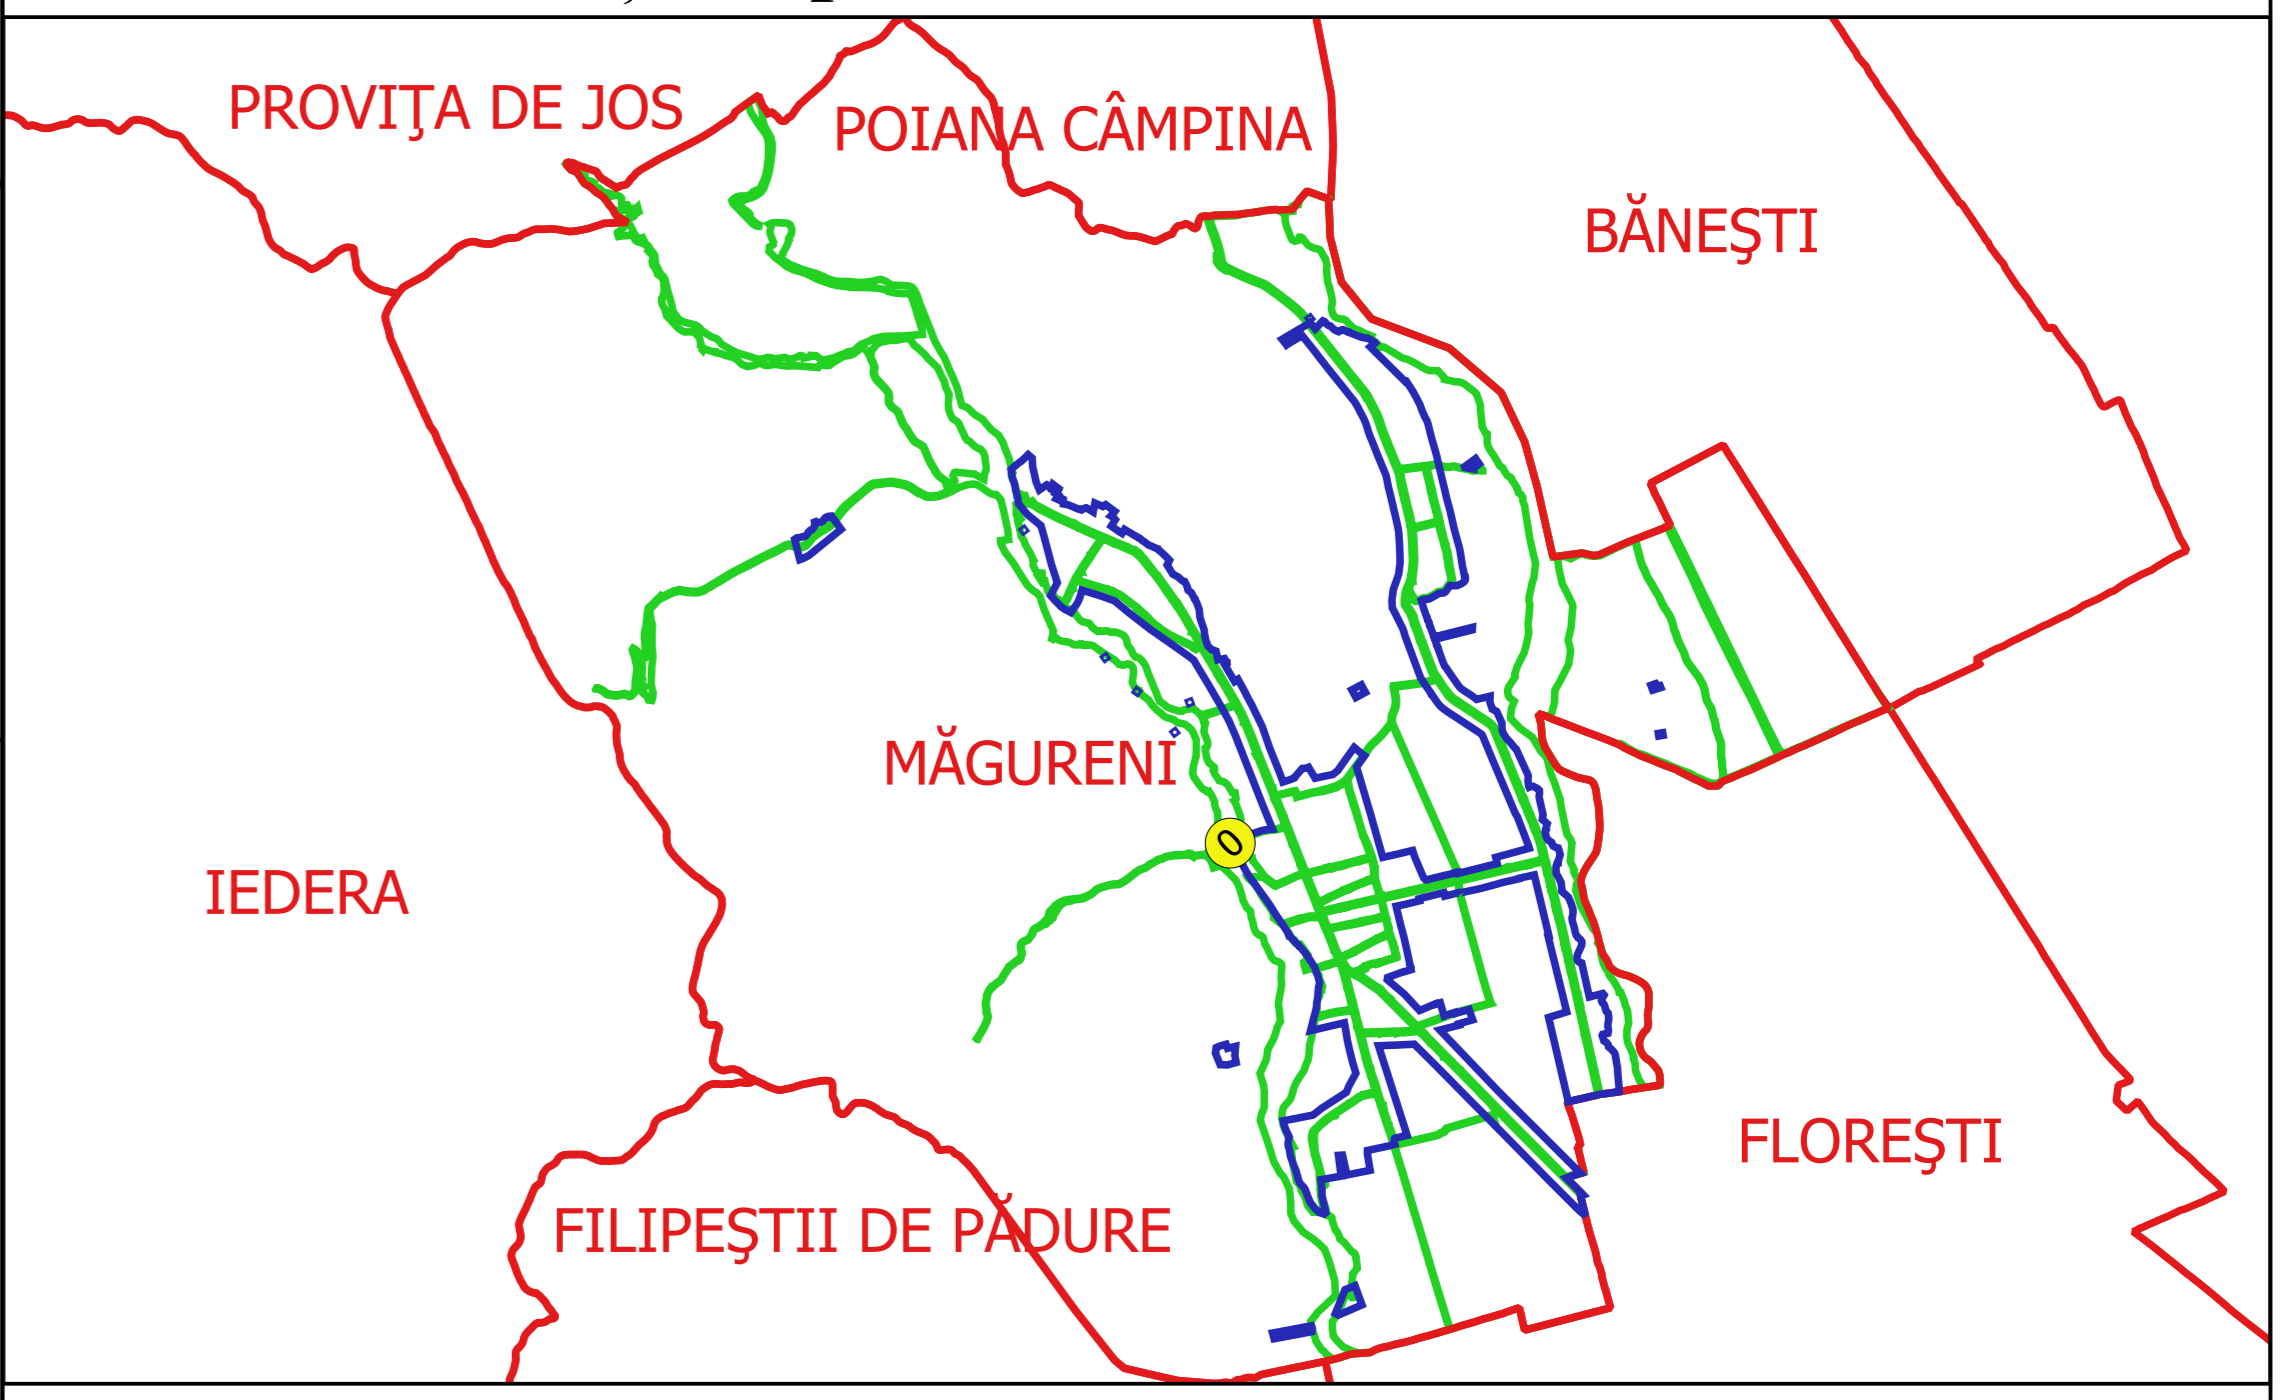 PROVIŢA DE JOS
POIANA CÂMPINA
BĂNEŞTI
MĂGURENI
0
IEDERA
FLOREŞTI
FILIPEŞTII DE PĂDURE